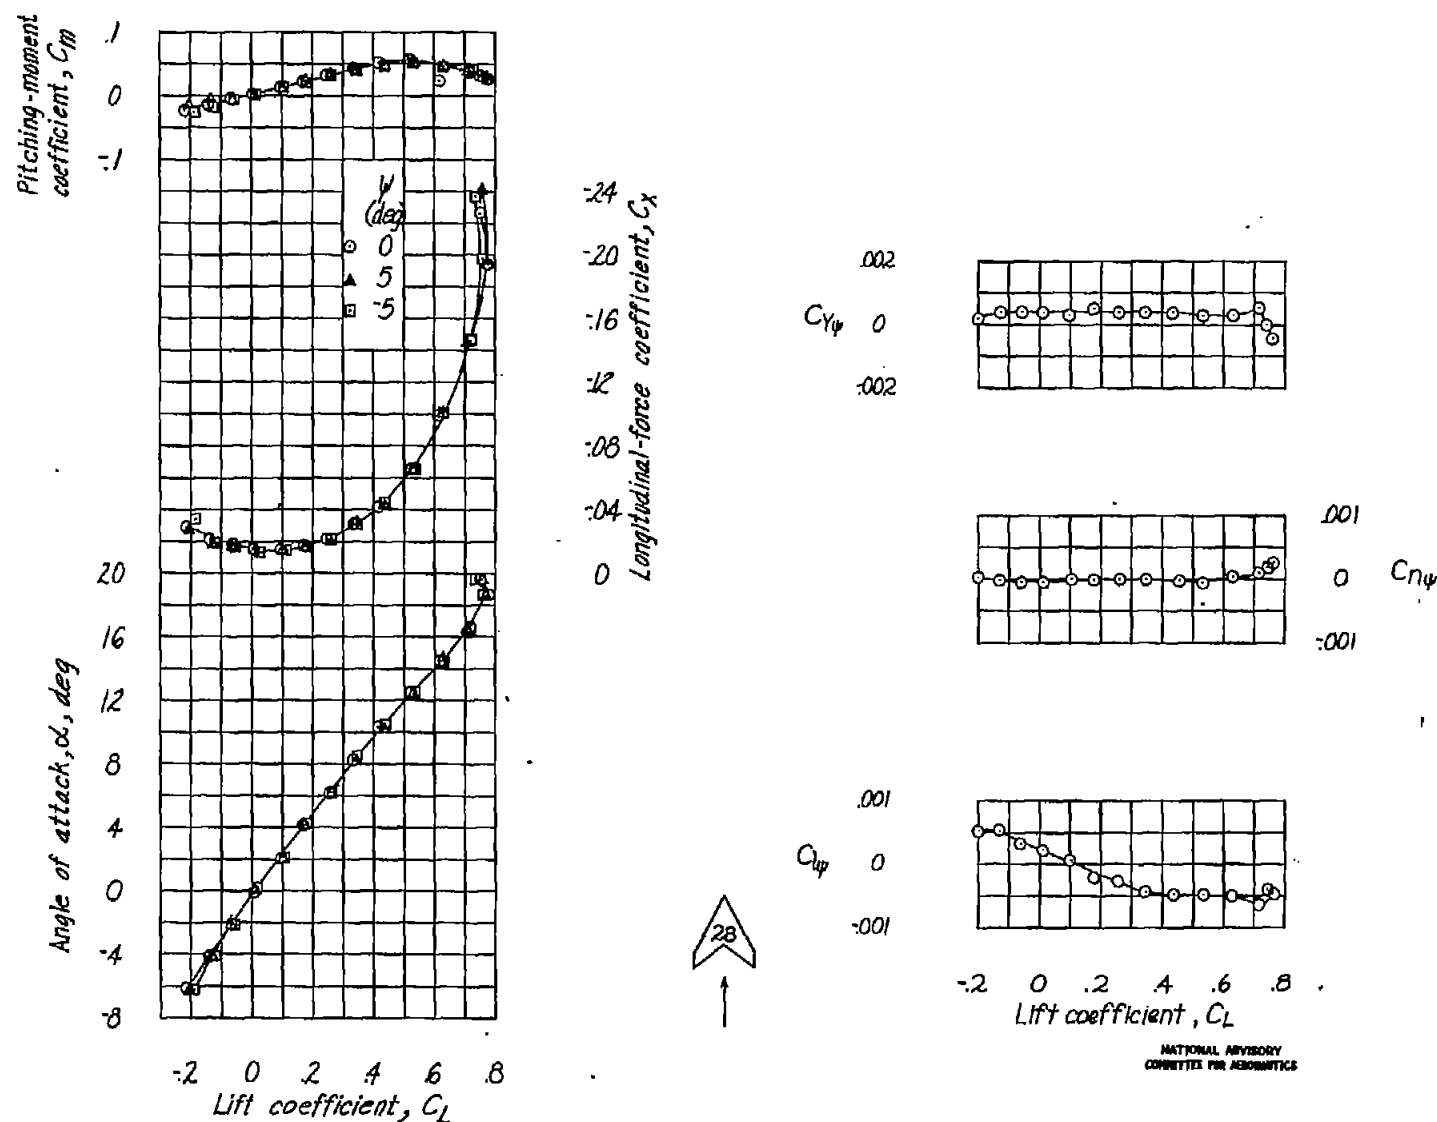 Pitching-moment
coefficient, Cm
.1
0
-.1
ψ
(deg)
0
5
-5
-.24
-.20
-.16
-.12
-.08
-.04
0
Longitudinal-force coefficient, CX
20
16
12
8
4
0
-4
-8
Angle of attack, α, deg
-.2 0 .2 .4 .6 .8
Lift coefficient, CL
28
.002
CYψ 0
-.002
.001
0 Cnψ
-.001
.001
Clψ 0
-.001
-.2 0 .2 .4 .6 .8
Lift coefficient, CL
NATIONAL ADVISORY
COMMITTEE FOR AERONAUTICS